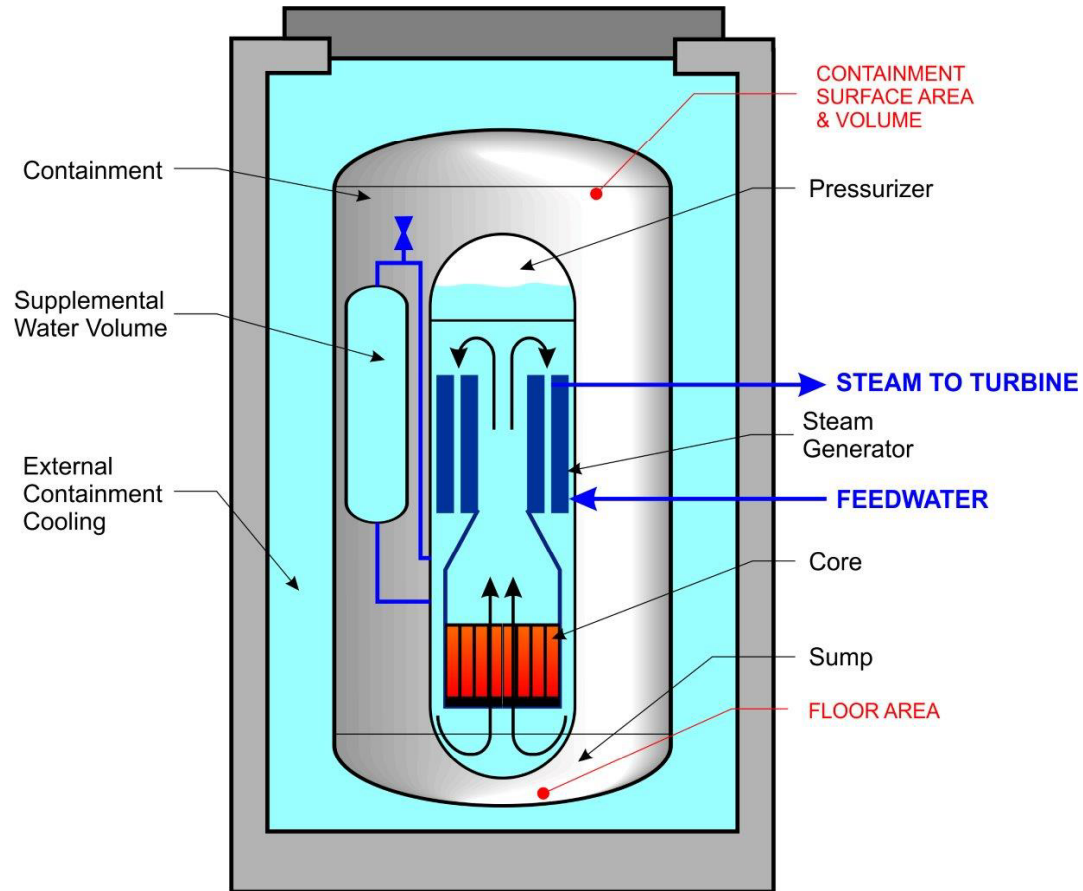 CONTAINMENT
SURFACE AREA
& VOLUME
Containment
Pressurizer
Supplemental
Water Volume
STEAM TO TURBINE
Steam
Generator
External
Containment
Cooling
FEEDWATER
Core
Sump
FLOOR AREA